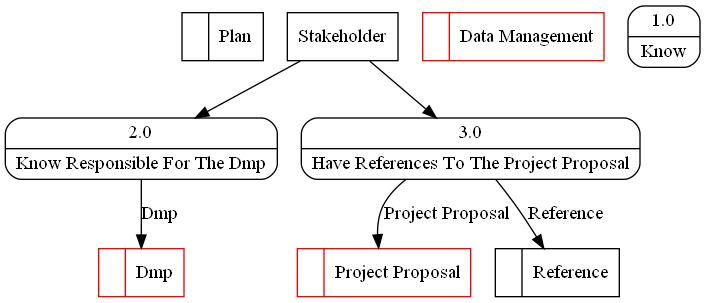 Plan
Stakeholder
Data Management
1.0
Know
2.0
Know Responsible For The Dmp
3.0
Have References To The Project Proposal
Dmp
Project Proposal
Reference
Dmp
Project Proposal
Reference